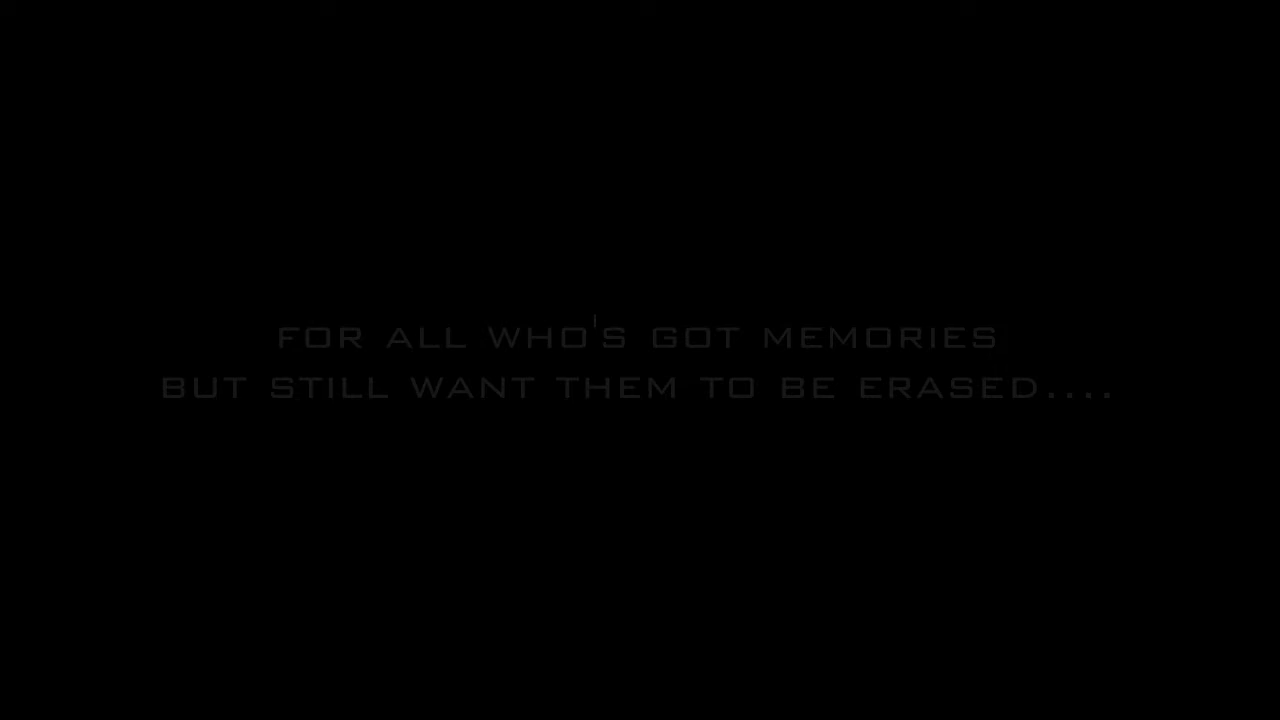 FOR ALL WHO'S GOT MEMORIES
BUT STILL WANT THEM TO BE ERASED....